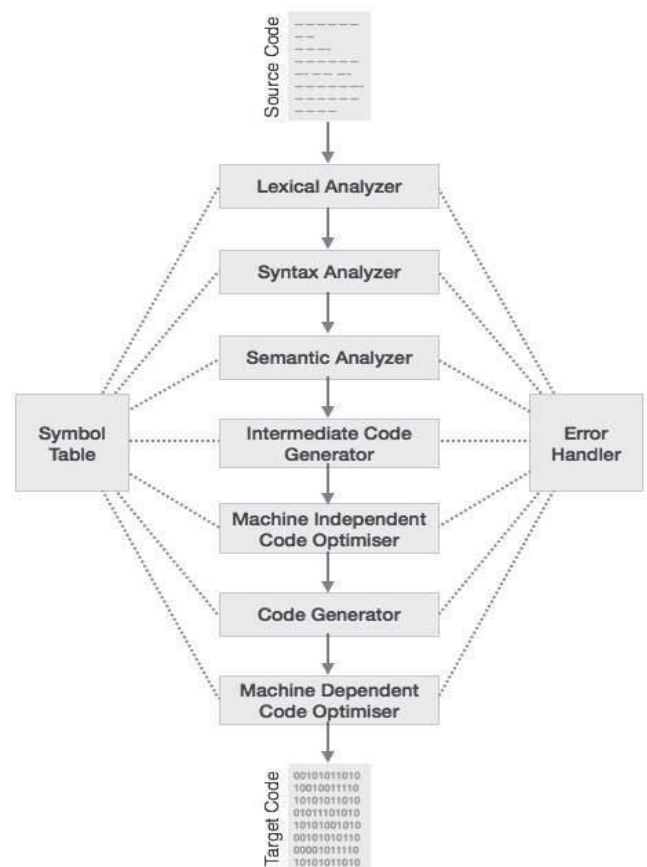 Source Code
Lexical Analyzer
Syntax Analyzer
Semantic Analyzer
Symbol
Table
Intermediate Code
Generator
Error
Handler
Machine Independent
Code Optimiser
Code Generator
Machine Dependent
Code Optimiser
Target Code
00101011010
10010011110
10101011010
01011101010
10101001010
00101010110
00001011110
10101011010